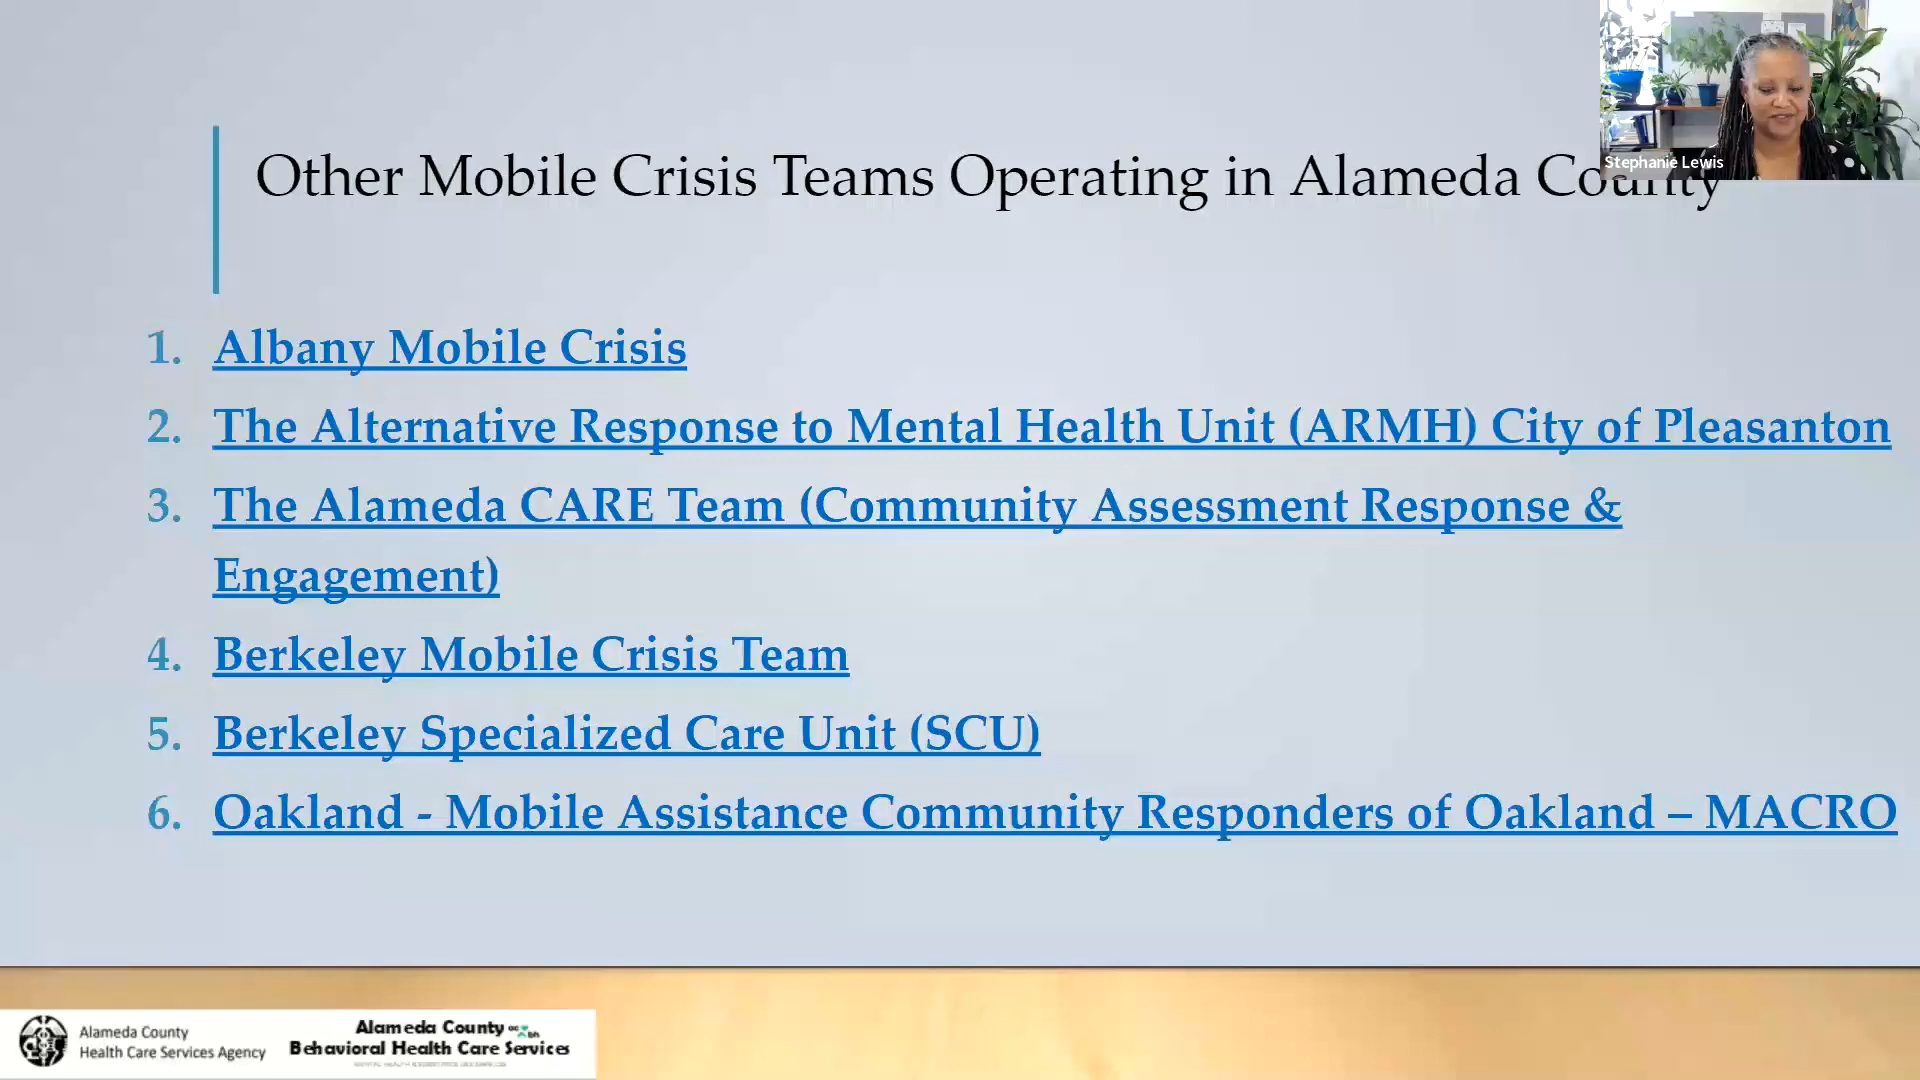 Stephanie Lewis
Other Mobile Crisis Teams Operating in Alameda County
1. Albany Mobile Crisis
2. The Alternative Response to Mental Health Unit (ARMH) City of Pleasanton
3. The Alameda CARE Team (Community Assessment Response &
Engagement)
4. Berkeley Mobile Crisis Team
5. Berkeley Specialized Care Unit (SCU)
6. Oakland - Mobile Assistance Community Responders of Oakland – MACRO
Alameda County
Health Care Services Agency
Alameda County
Behavioral Health Care Services